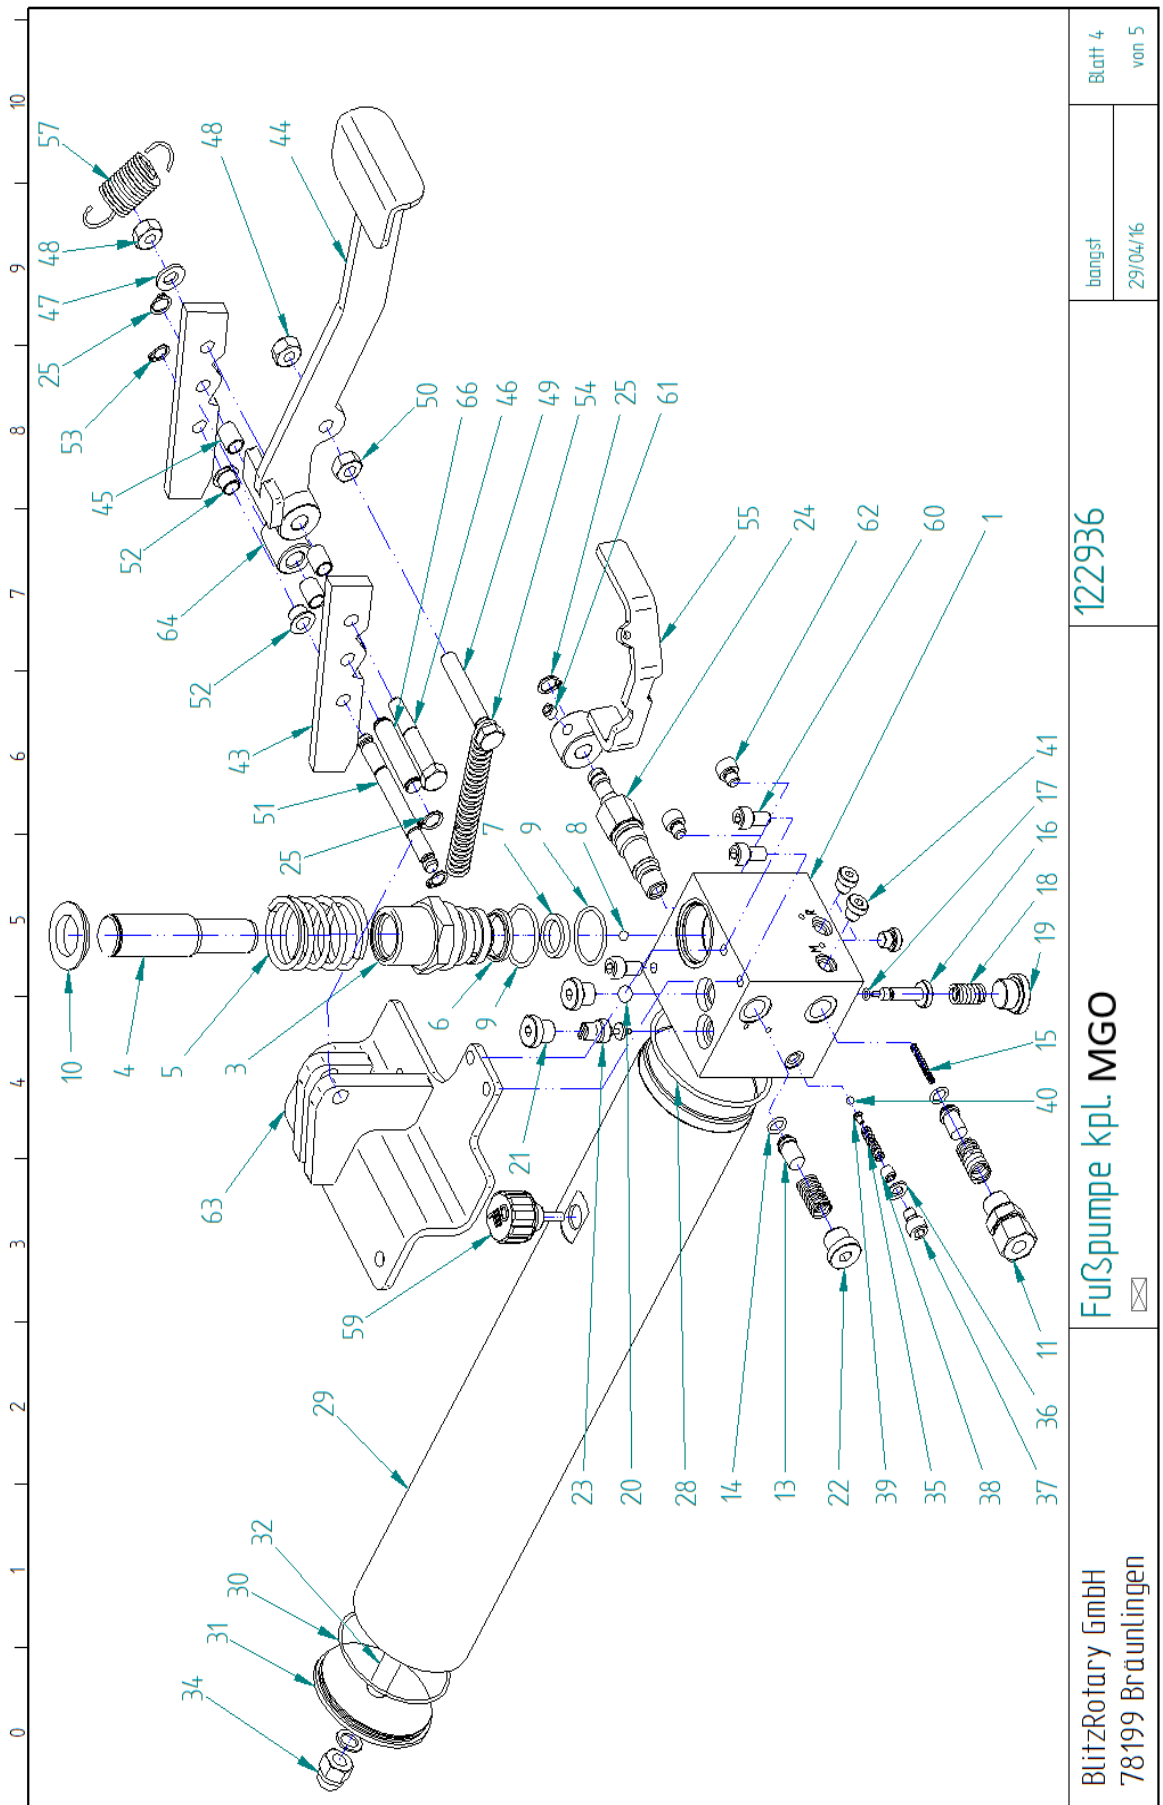 0 1 2 3 4 5 6 7 8 9 10
25 47 48 57
10 53
45
4 52
5 64
34 52
31 63 48
30 3 43
32 51 44
29
59
25
6 50
9 7 66
21 46
9 49
23 8 54
20 25
28 61
14 55
13 24
22 62
39 60
35
38 1
41
37 36 11 40 15 19 18 16 17
BlitzRotary GmbH
78199 Bräunlingen
Fußpumpe kpl. MGO
122936
bangst
29/04/16
Blatt 4
von 5